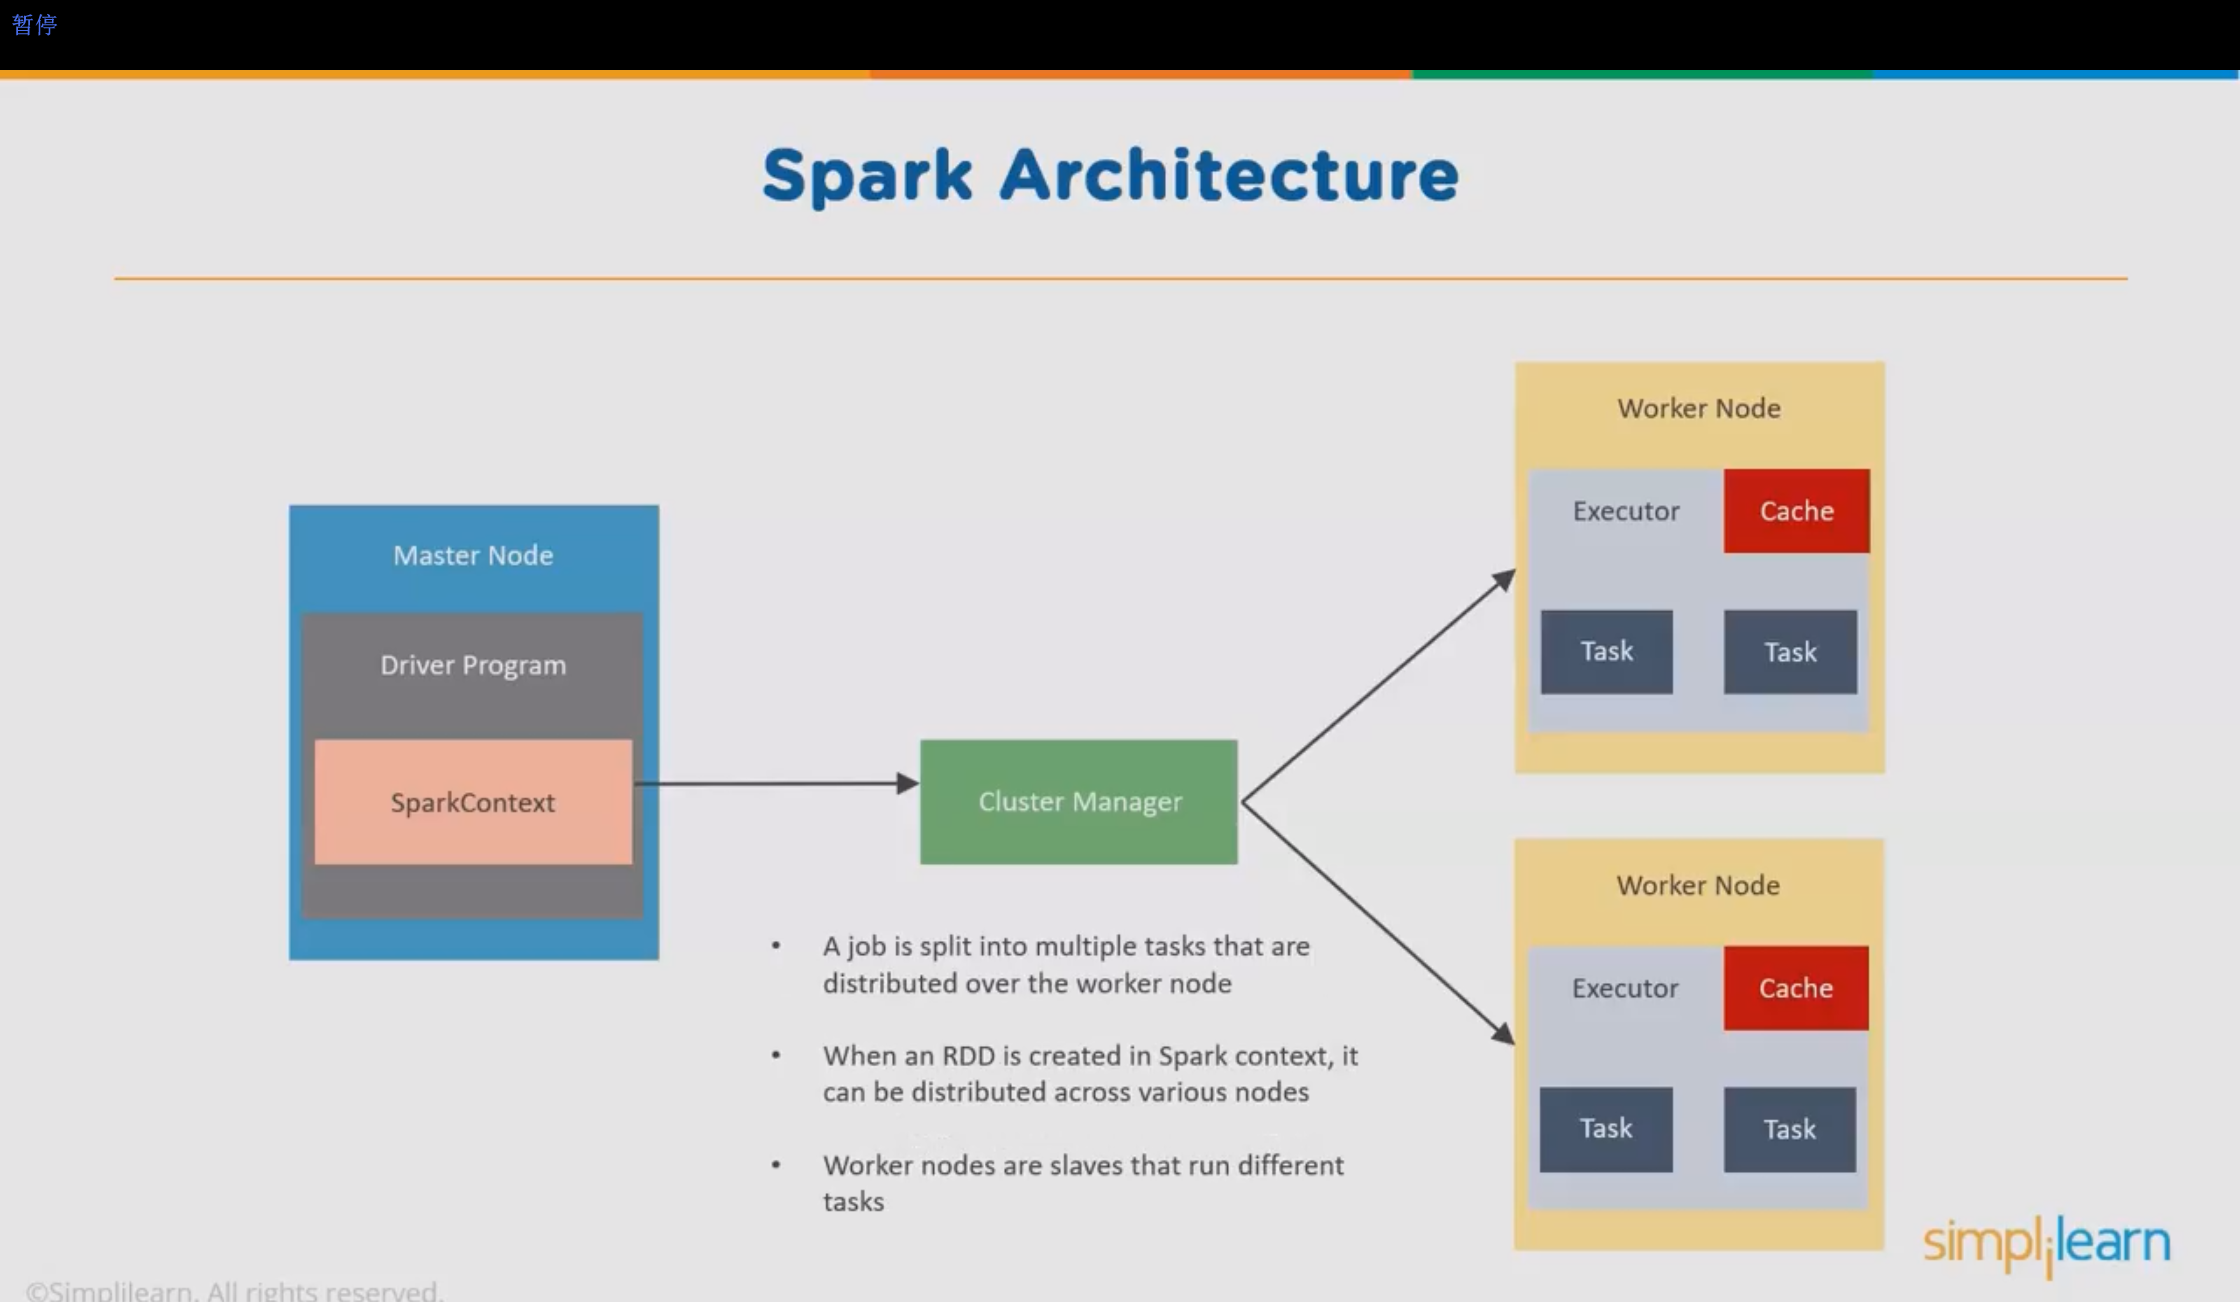 暂停
Spark Architecture
Master Node
Driver Program
SparkContext
Cluster Manager
• A job is split into multiple tasks that are
distributed over the worker node
• When an RDD is created in Spark context, it
can be distributed across various nodes
• Worker nodes are slaves that run different
tasks
Worker Node
Executor
Cache
Task
Task
Worker Node
Executor
Cache
Task
Task
simplilearn
©Simplilearn. All rights reserved.